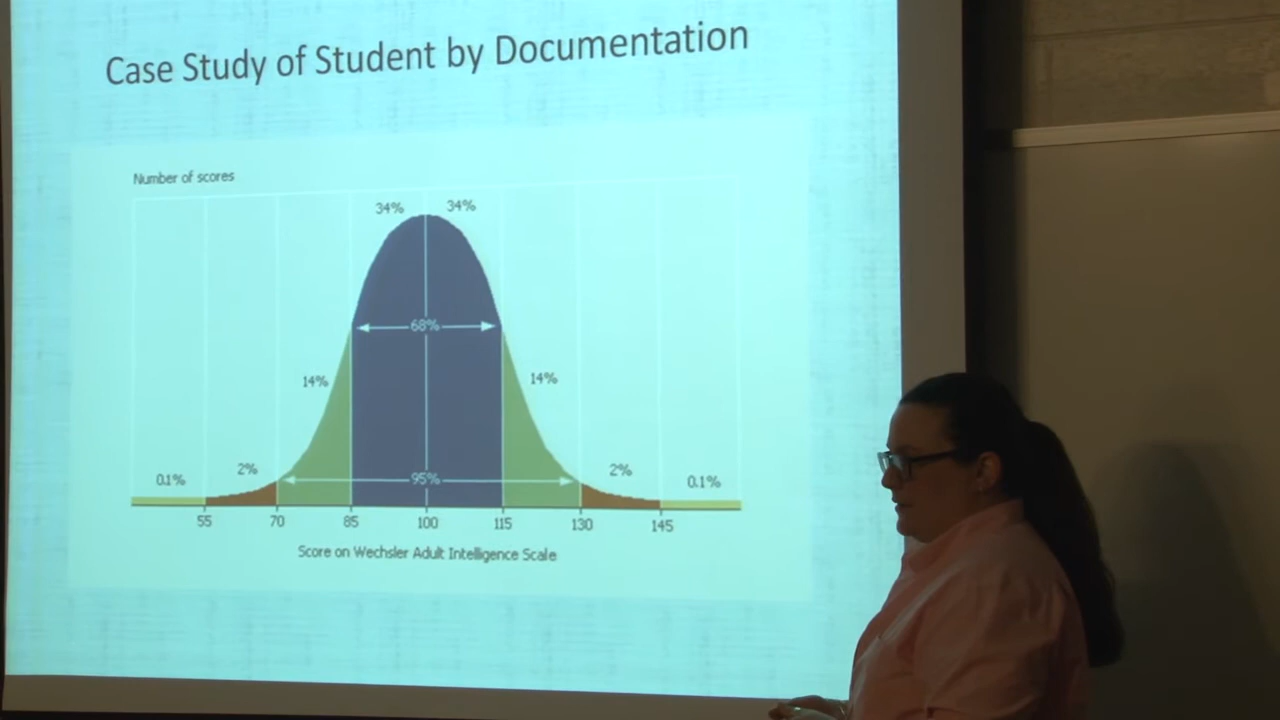 Case Study of Student by Documentation
Number of scores
34% 34%
68%
14% 14%
95%
0.1% 2% 2% 0.1%
55 70 85 100 115 130 145
Score on Wechsler Adult Intelligence Scale